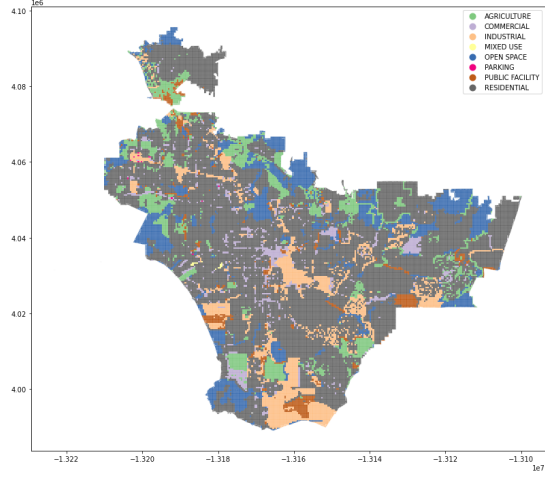 1e6
4.10
4.08
4.06
4.04
4.02
4.00
AGRICULTURE
COMMERCIAL
INDUSTRIAL
MIXED USE
OPEN SPACE
PARKING
PUBLIC FACILITY
RESIDENTIAL
−1.322 −1.320 −1.318 −1.316 −1.314 −1.312 −1.310
1e7